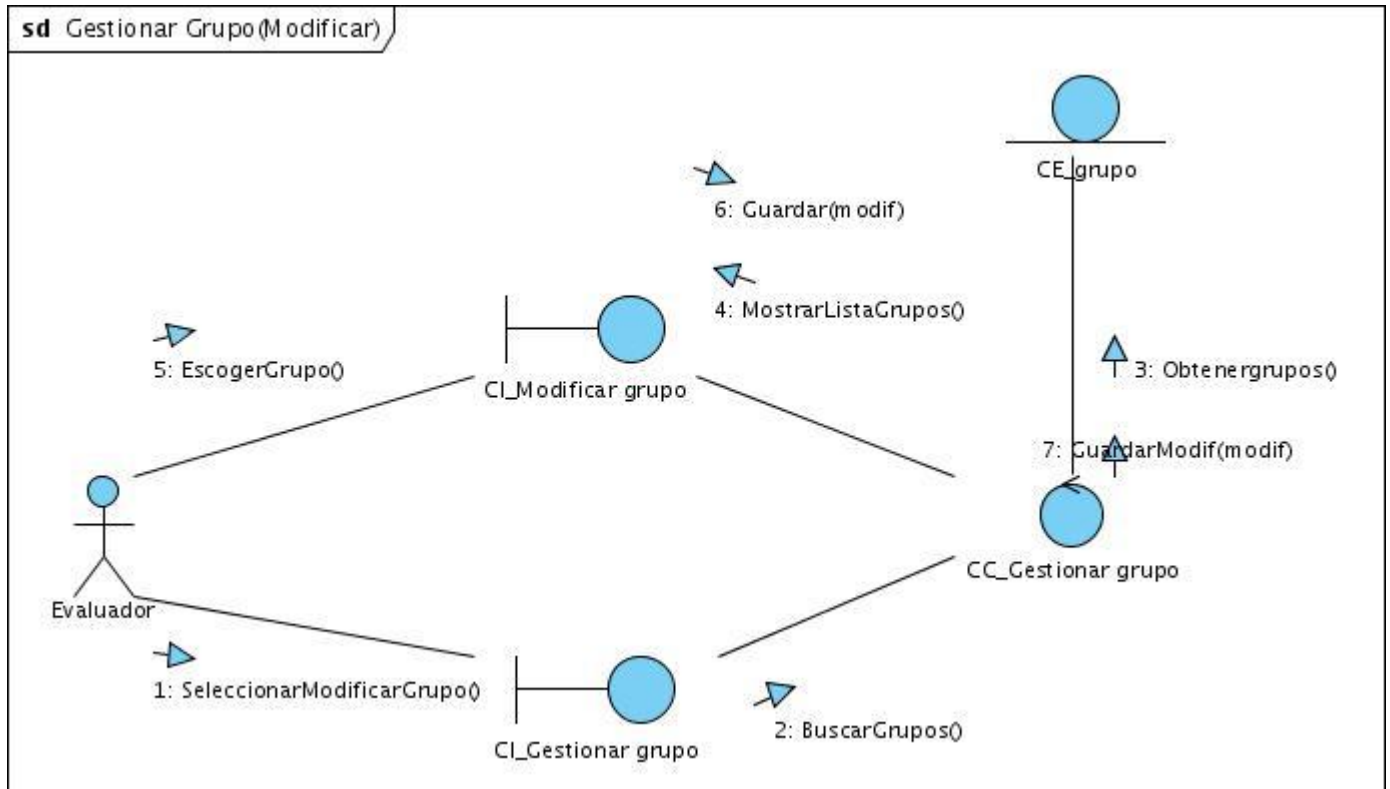 sd Gestionar Grupo(Modificar)
CE_grupo
6: Guardar(modif)
4: MostrarListaGrupos()
5: EscogerGrupo()
CI_Modificar grupo
3: Obtenergrupos()
7: GuardarModif(modif)
CC_Gestionar grupo
Evaluador
1: SeleccionarModificarGrupo()
2: BuscarGrupos()
CI_Gestionar grupo